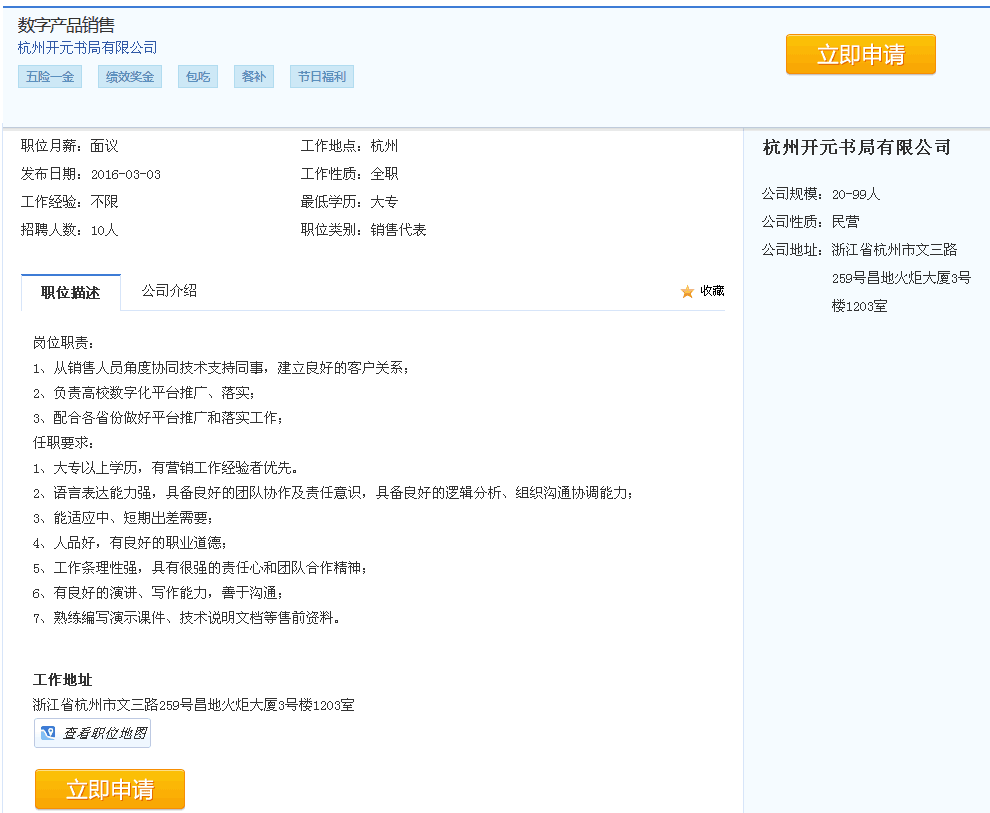 数字产品销售
杭州开元书局有限公司
五险一金 绩效奖金 包吃 餐补 节日福利
立即申请
职位月薪：面议 工作地点：杭州
发布日期：2016-03-03 工作性质：全职
工作经验：不限 最低学历：大专
招聘人数：10人 职位类别：销售代表
职位描述 公司介绍 收藏
岗位职责：
1、从销售人员角度协同技术支持同事，建立良好的客户关系；
2、负责高校数字化平台推广、落实；
3、配合各省份做好平台推广和落实工作；
任职要求：
1、大专以上学历，有营销工作经验者优先。
2、语言表达能力强，具备良好的团队协作及责任意识，具备良好的逻辑分析、组织沟通协调能力；
3、能适应中、短期出差需要；
4、人品好，有良好的职业道德；
5、工作条理性强，具有很强的责任心和团队合作精神；
6、有良好的演讲、写作能力，善于沟通；
7、熟练编写演示课件、技术说明文档等售前资料。
工作地址
浙江省杭州市文三路259号昌地火炬大厦3号楼1203室
查看职位地图
立即申请
杭州开元书局有限公司
公司规模：20-99人
公司性质：民营
公司地址：浙江省杭州市文三路
259号昌地火炬大厦3号
楼1203室